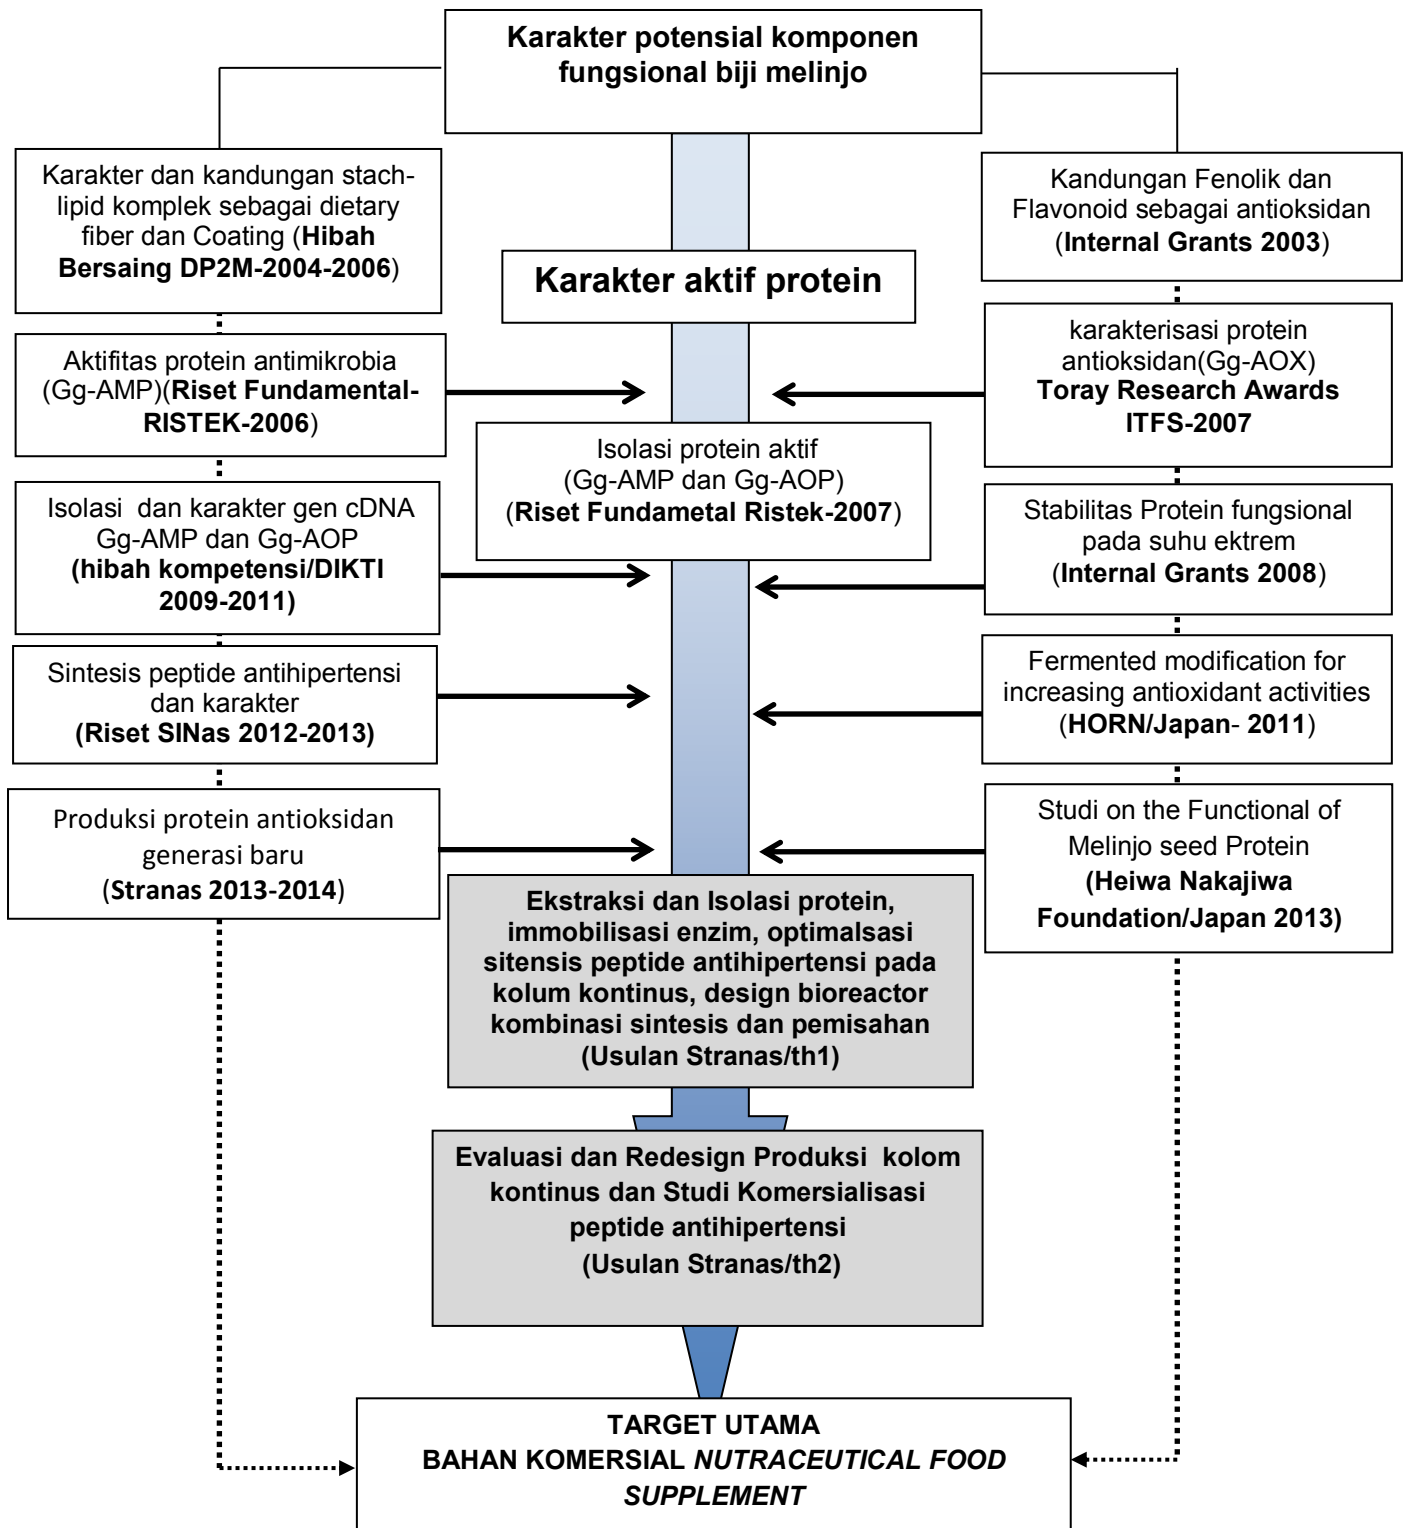 Karakter potensial komponen
fungsional biji melinjo
Karakter dan kandungan stach-
lipid komplek sebagai dietary
fiber dan Coating (Hibah
Bersaing DP2M-2004-2006)
Kandungan Fenolik dan
Flavonoid sebagai antioksidan
(Internal Grants 2003)
Karakter aktif protein
Aktifitas protein antimikrobia
(Gg-AMP)(Riset Fundamental-
RISTEK-2006)
karakterisasi protein
antioksidan(Gg-AOX)
Toray Research Awards
ITFS-2007
Isolasi protein aktif
(Gg-AMP dan Gg-AOP)
(Riset Fundametal Ristek-2007)
Isolasi  dan karakter gen cDNA
Gg-AMP dan Gg-AOP
(hibah kompetensi/DIKTI
2009-2011)
Stabilitas Protein fungsional
pada suhu ektrem
(Internal Grants 2008)
Sintesis peptide antihipertensi
dan karakter
(Riset SINas 2012-2013)
Fermented modification for
increasing antioxidant activities
(HORN/Japan- 2011)
Produksi protein antioksidan
generasi baru
(Stranas 2013-2014)
Studi on the Functional of
Melinjo seed Protein
(Heiwa Nakajiwa
Foundation/Japan 2013)
Ekstraksi dan Isolasi protein,
immobilisasi enzim, optimalsasi
sitensis peptide antihipertensi pada
kolum kontinus, design bioreactor
kombinasi sintesis dan pemisahan
(Usulan Stranas/th1)
Evaluasi dan Redesign Produksi  kolom
kontinus dan Studi Komersialisasi
peptide antihipertensi
(Usulan Stranas/th2)
TARGET UTAMA
BAHAN KOMERSIAL NUTRACEUTICAL FOOD
SUPPLEMENT